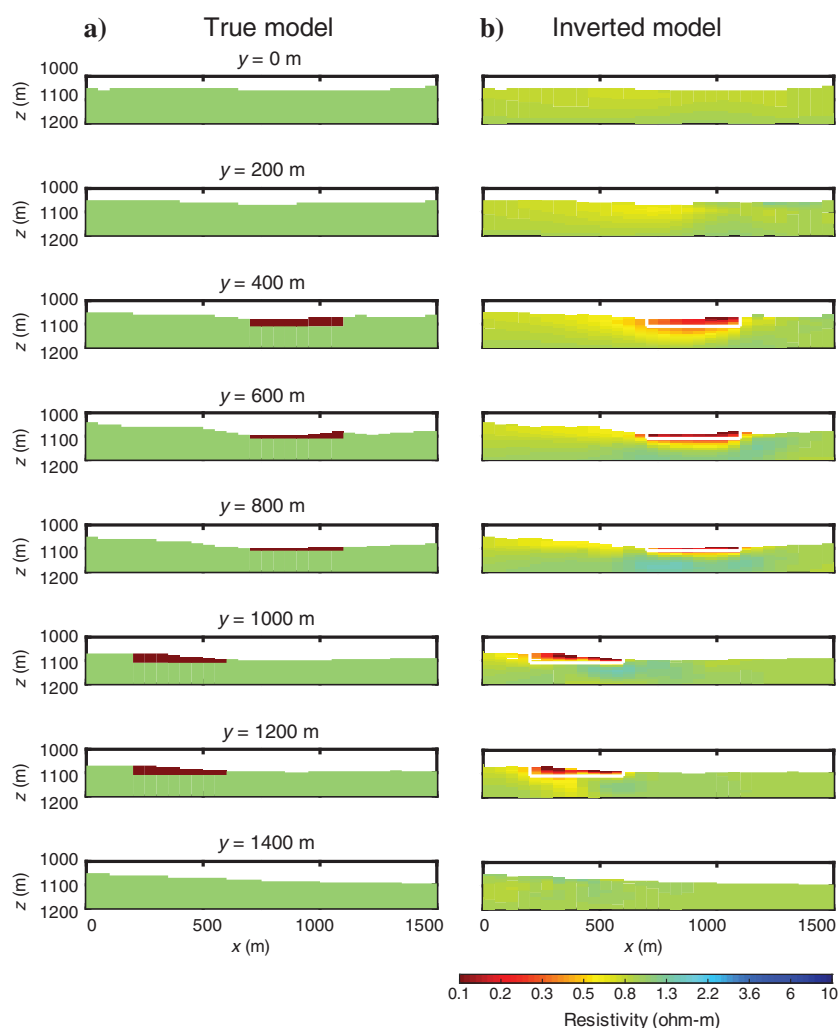 a) True model
b) Inverted model
y = 0 m
1000
1100
1200
z (m)
y = 200 m
1000
1100
1200
z (m)
y = 400 m
1000
1100
1200
z (m)
y = 600 m
1000
1100
1200
z (m)
y = 800 m
1000
1100
1200
z (m)
y = 1000 m
1000
1100
1200
z (m)
y = 1200 m
1000
1100
1200
z (m)
y = 1400 m
1000
1100
1200
z (m)
0 500 1000 1500
x (m)
0 500 1000 1500
x (m)
0.1 0.2 0.3 0.5 0.8 1.3 2.2 3.6 6 10
Resistivity (ohm-m)